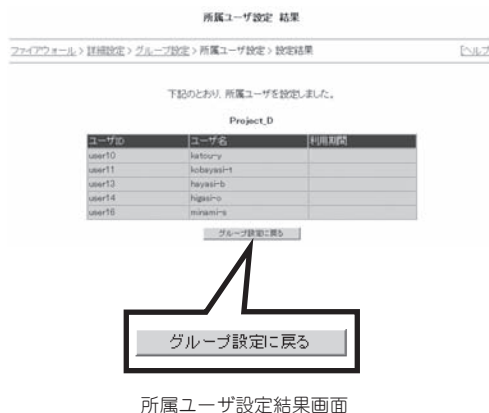 所属ユーザ設定 結果
ファイアウォール > 詳細設定 > グループ設定 > 所属ユーザ設定 > 設定結果 [ヘルプ
下記のとおり、所属ユーザを設定しました。
Project_D
ユーザID ユーザ名 利用期間
user10 katou-y
user11 kobayasi-t
user13 hayasi-b
user14 higasi-o
user16 minami-s
グループ設定に戻る
グループ設定に戻る
所属ユーザ設定結果画面